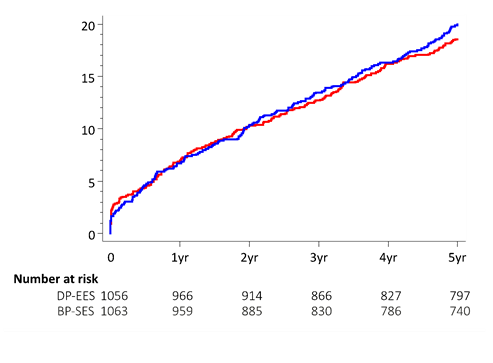 20
15
10
5
0
0 1yr 2yr 3yr 4yr 5yr
Number at risk
DP-EES 1056 966 914 866 827 797
BP-SES 1063 959 885 830 786 740